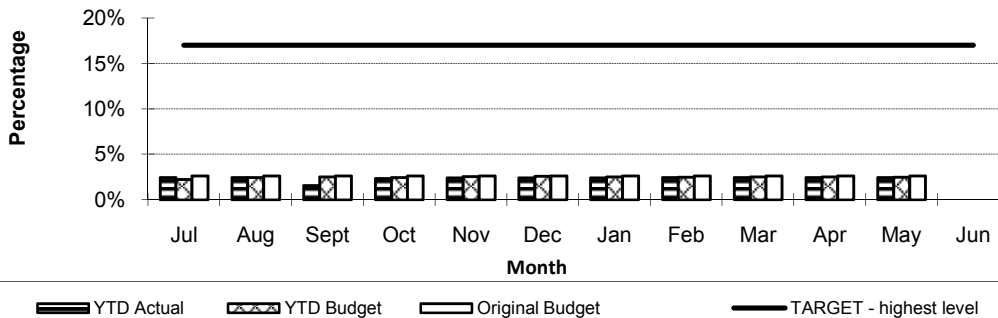 Percentage
20%
15%
10%
5%
0%
Jul Aug Sept Oct Nov Dec Jan Feb Mar Apr May Jun
Month
YTD Actual YTD Budget Original Budget TARGET - highest level